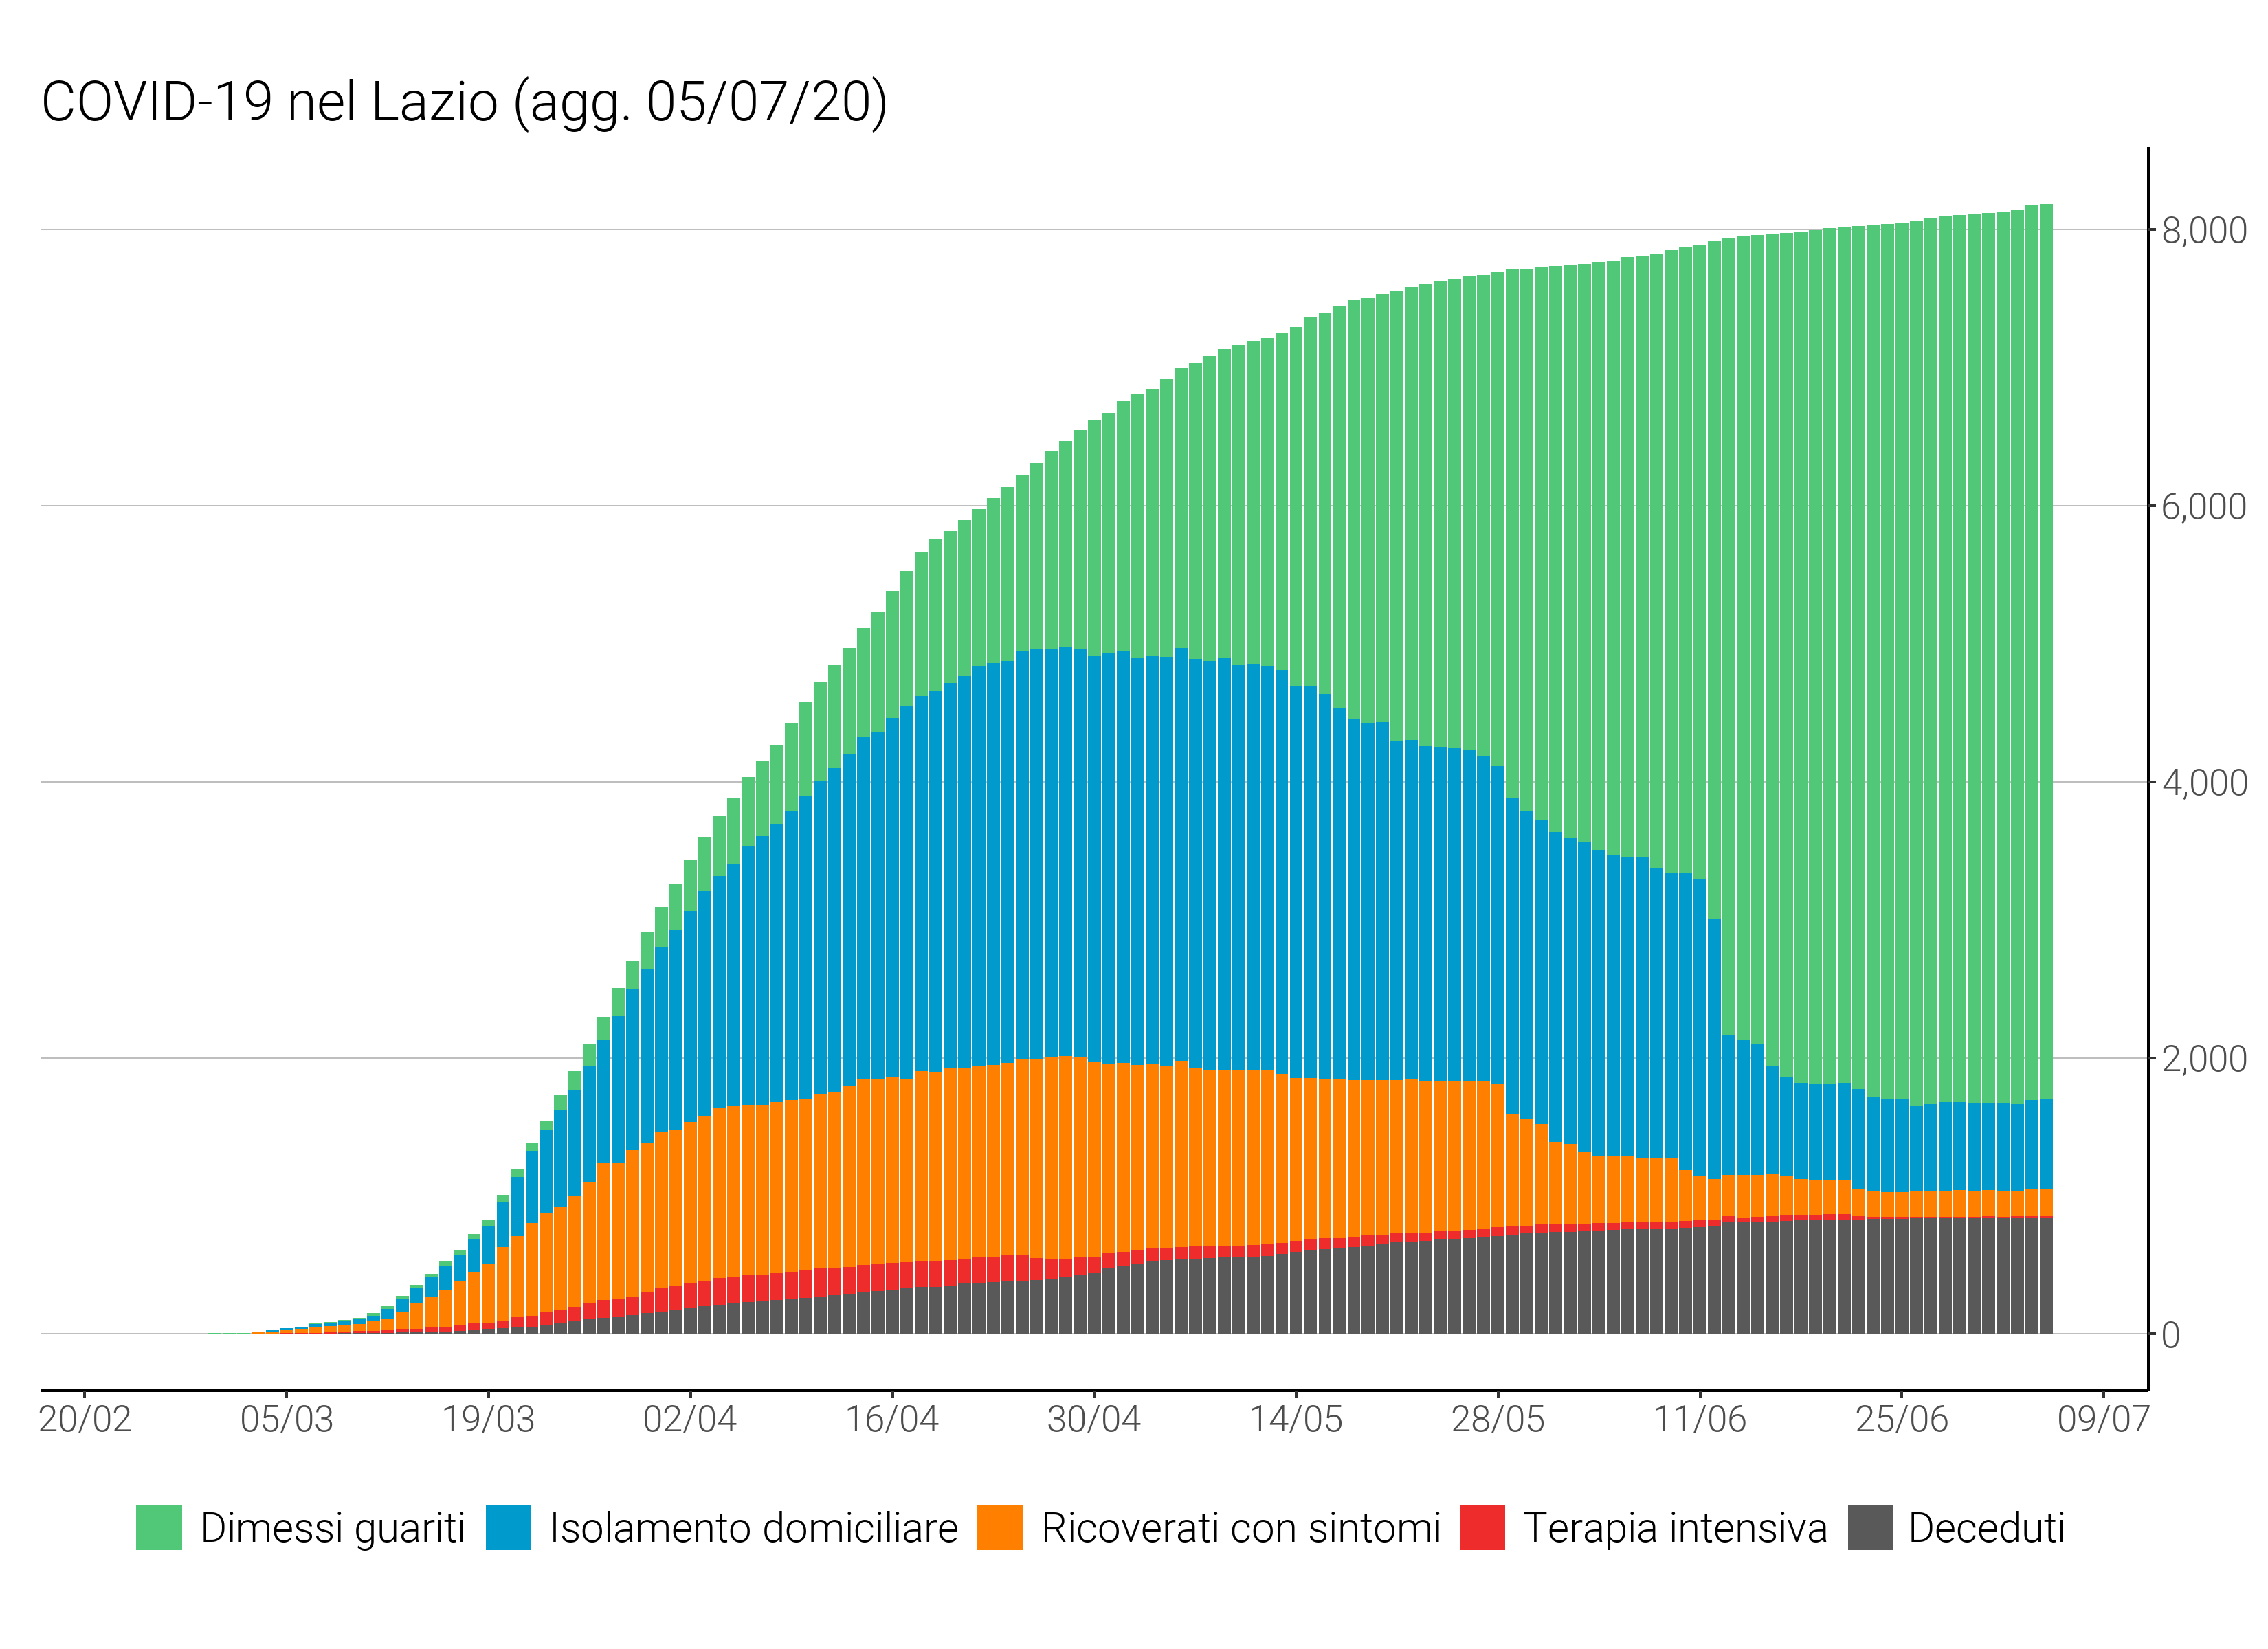 COVID-19 nel Lazio (agg. 05/07/20)
8,000
6,000
4,000
2,000
0
20/02 05/03 19/03 02/04 16/04 30/04 14/05 28/05 11/06 25/06 09/07
Dimessi guariti Isolamento domiciliare Ricoverati con sintomi Terapia intensiva Deceduti